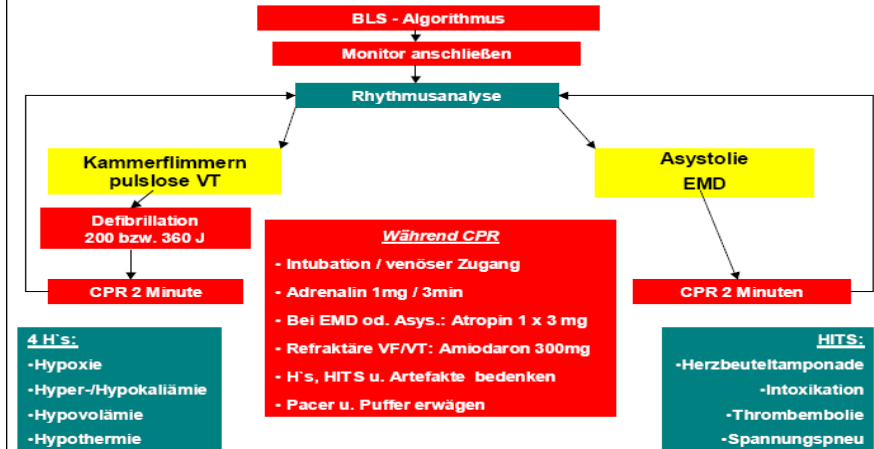 BLS - Algorithmus
Monitor anschließen
Rhythmusanalyse
Kammerflimmern
pulslose VT
Asystolie
EMD
Defibrillation
200 bzw. 360 J
CPR 2 Minute
Während CPR
- Intubation / venöser Zugang
- Adrenalin 1mg / 3min
- Bei EMD od. Asys.: Atropin 1 x 3 mg
- Refraktäre VF/VT: Amiodaron 300mg
- H`s, HITS u. Artefakte bedenken
- Pacer u. Puffer erwägen
CPR 2 Minuten
4 H`s:
-Hypoxie
-Hyper-/Hypokaliämie
-Hypovolämie
-Hypothermie
HITS:
-Herzbeuteltamponade
-Intoxikation
-Thrombembolie
-Spannungspneu